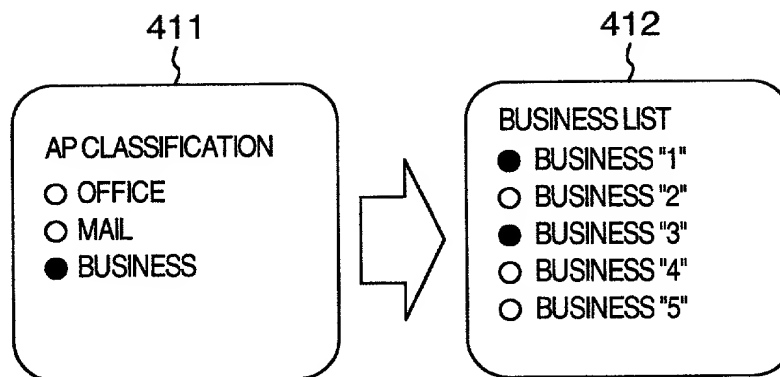 411
AP CLASSIFICATION
OFFICE
MAIL
BUSINESS
412
BUSINESS LIST
BUSINESS "1"
BUSINESS "2"
BUSINESS "3"
BUSINESS "4"
BUSINESS "5"